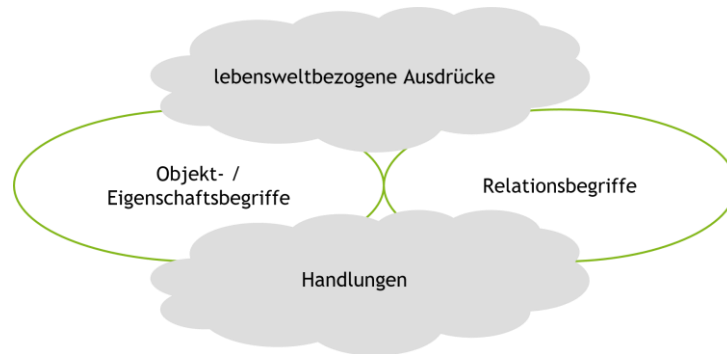 lebensweltbezogene Ausdrücke
Objekt- /
Eigenschaftsbegriffe
Relationsbegriffe
Handlungen